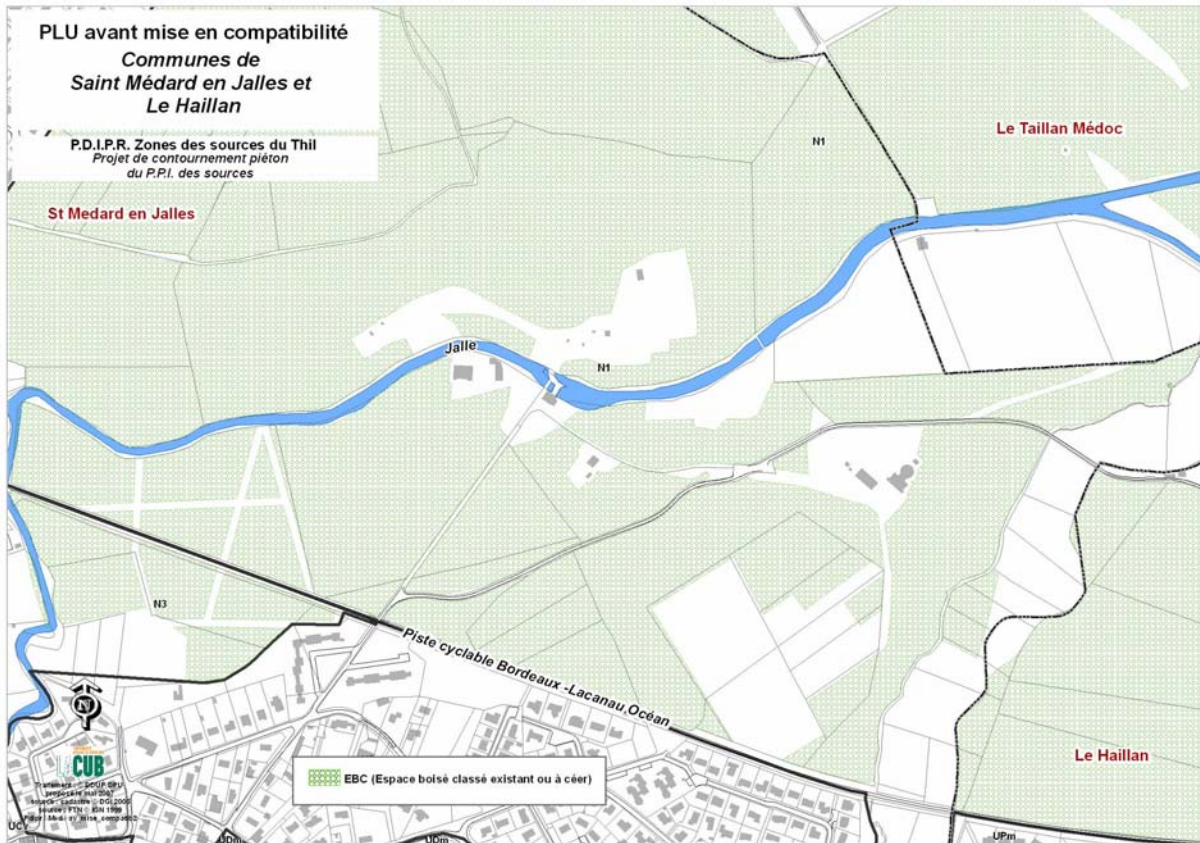 PLU avant mise en compatibilité
Communes de
Saint Médard en Jalles et
Le Haillan
P.D.I.P.R. Zones des sources du Thil
Projet de contournement piéton
du P.P.I. des sources
N1
Le Taillan Médoc
St Medard en Jalles
Jalle
N1
N3
Piste cyclable Bordeaux -Lacanau Océan
Le Haillan
N
CUB
EBC (Espace boisé classé existant ou à céer)
UDm
UDm
UPm